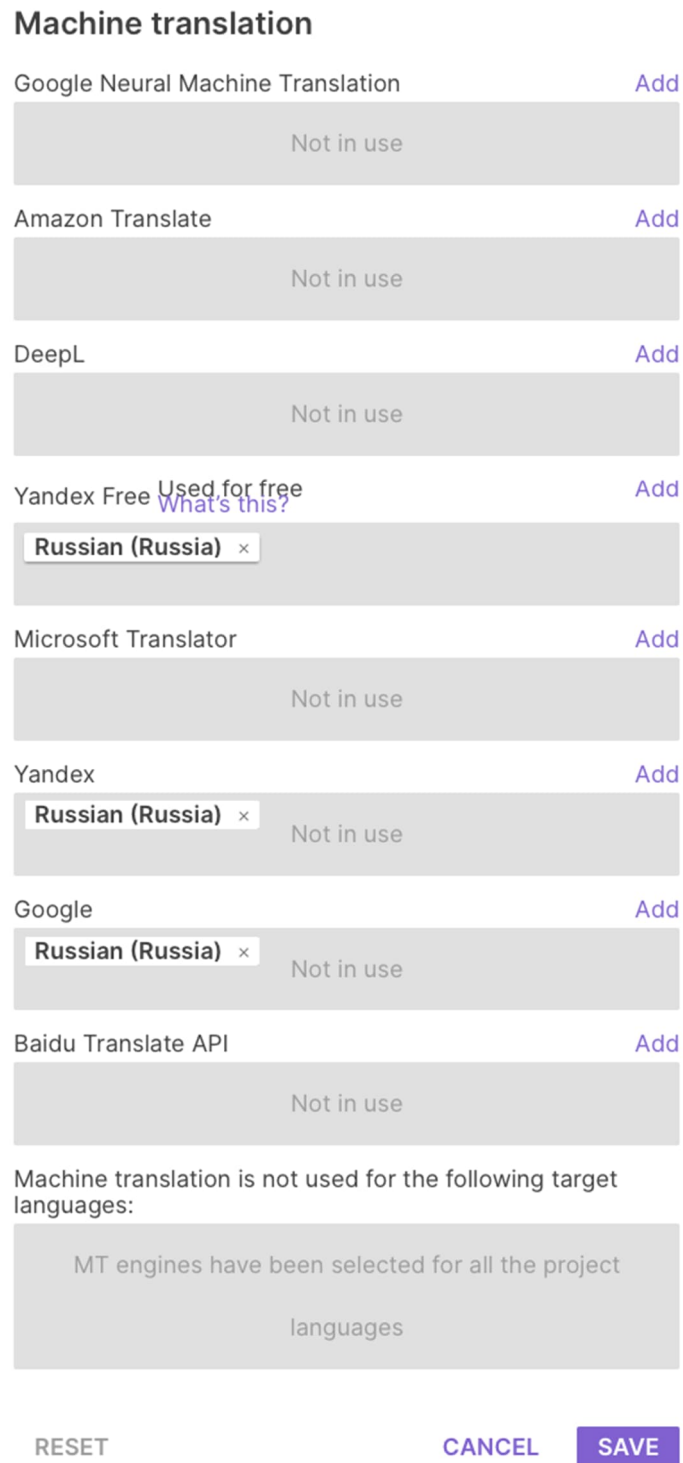 Machine translation
Google Neural Machine Translation Add
Not in use
Amazon Translate Add
Not in use
DeepL Add
Not in use
Yandex Free Used for free Add
What's this?
Russian (Russia) ×
Microsoft Translator Add
Not in use
Yandex Add
Russian (Russia) ×
Not in use
Google Add
Russian (Russia) ×
Not in use
Baidu Translate API Add
Not in use
Machine translation is not used for the following target
languages:
MT engines have been selected for all the project
languages
RESET CANCEL SAVE